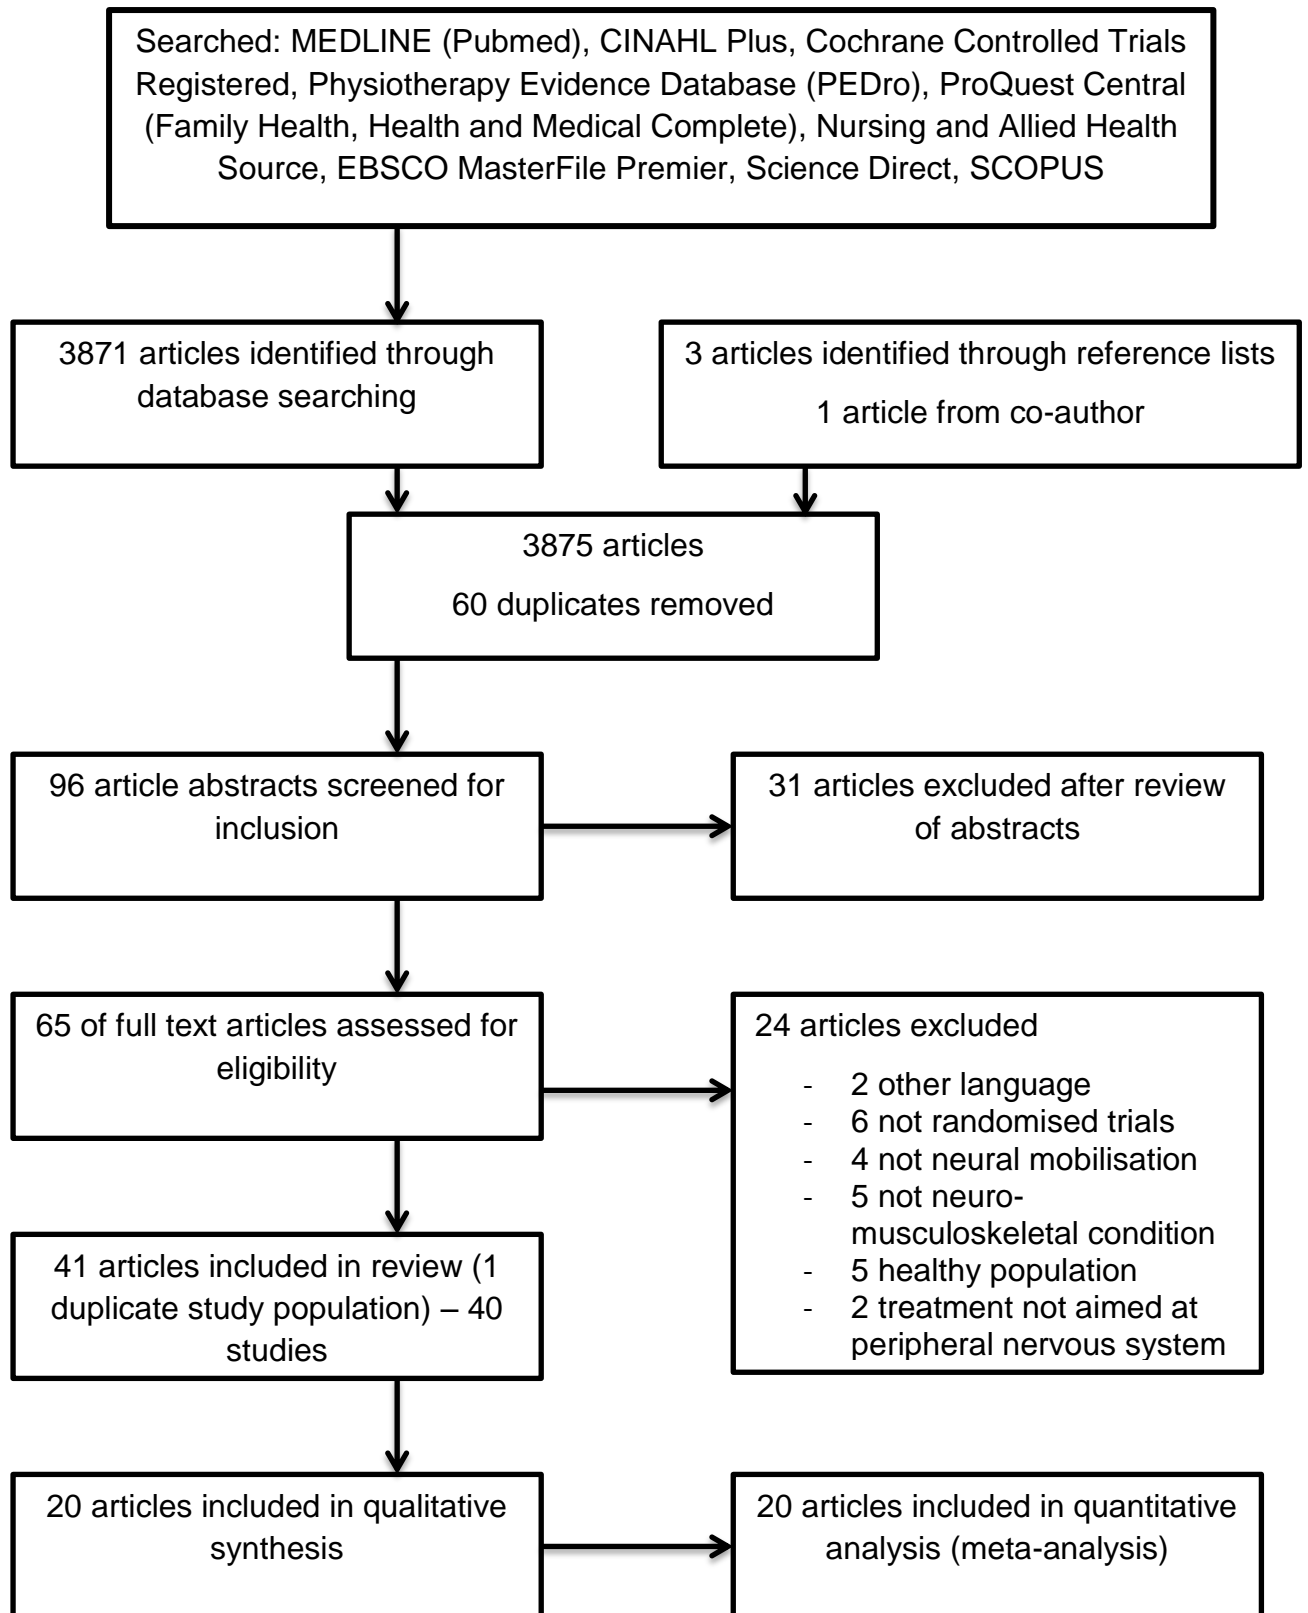 Searched: MEDLINE (Pubmed), CINAHL Plus, Cochrane Controlled Trials
Registered, Physiotherapy Evidence Database (PEDro), ProQuest Central
(Family Health, Health and Medical Complete), Nursing and Allied Health
Source, EBSCO MasterFile Premier, Science Direct, SCOPUS
3871 articles identified through
database searching
3 articles identified through reference lists
1 article from co-author
3875 articles
60 duplicates removed
96 article abstracts screened for
inclusion
31 articles excluded after review
of abstracts
65 of full text articles assessed for
eligibility
24 articles excluded
- 2 other language
- 6 not randomised trials
- 4 not neural mobilisation
- 5 not neuro-
musculoskeletal condition
- 5 healthy population
- 2 treatment not aimed at
peripheral nervous system
41 articles included in review (1
duplicate study population) – 40
studies
20 articles included in qualitative
synthesis
20 articles included in quantitative
analysis (meta-analysis)